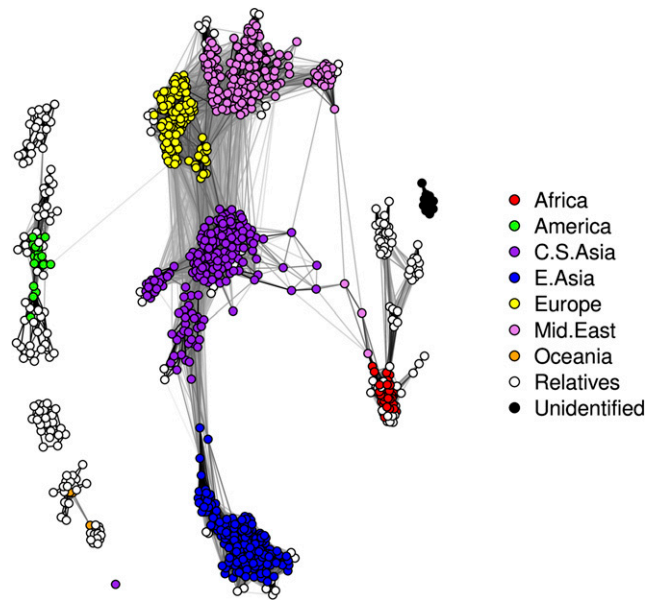 Africa
America
C.S.Asia
E.Asia
Europe
Mid.East
Oceania
Relatives
Unidentified